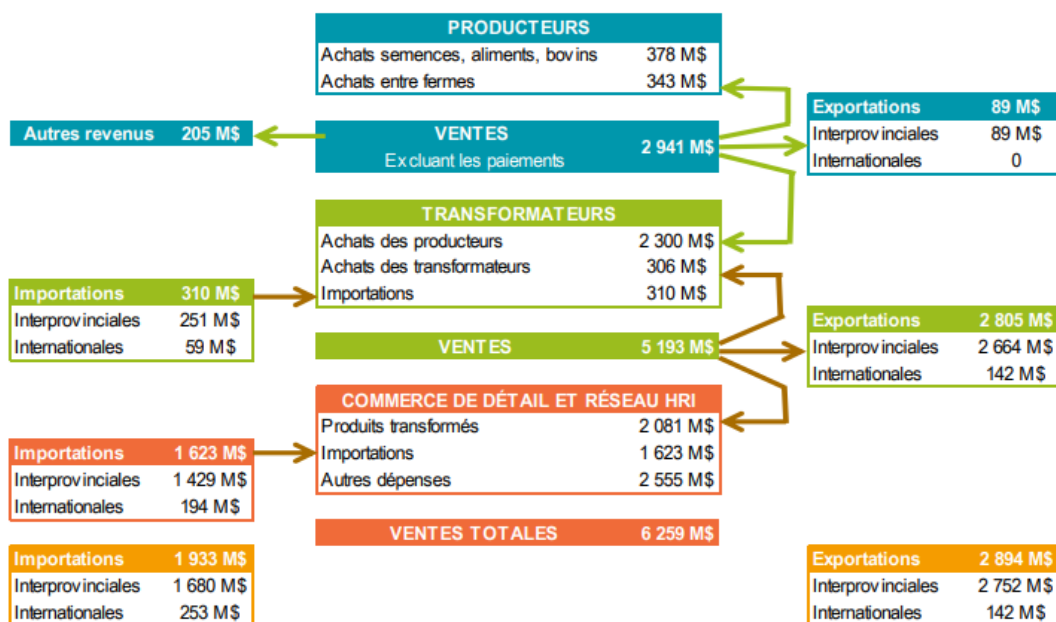 PRODUCTEURS
Achats semences, aliments, bovins 378 M$
Achats entre fermes 343 M$
Autres revenus 205 M$
VENTES
Excluant les paiements
2 941 M$
Exportations 89 M$
Interprovinciales 89 M$
Internationales 0
TRANSFORMATEURS
Achats des producteurs 2 300 M$
Achats des transformateurs 306 M$
Importations 310 M$
Importations 310 M$
Interprovinciales 251 M$
Internationales 59 M$
VENTES 5 193 M$
Exportations 2 805 M$
Interprovinciales 2 664 M$
Internationales 142 M$
COMMERCE DE DÉTAIL ET RÉSEAU HRI
Produits transformés 2 081 M$
Importations 1 623 M$
Autres dépenses 2 555 M$
Importations 1 623 M$
Interprovinciales 1 429 M$
Internationales 194 M$
VENTES TOTALES 6 259 M$
Importations 1 933 M$
Interprovinciales 1 680 M$
Internationales 253 M$
Exportations 2 894 M$
Interprovinciales 2 752 M$
Internationales 142 M$